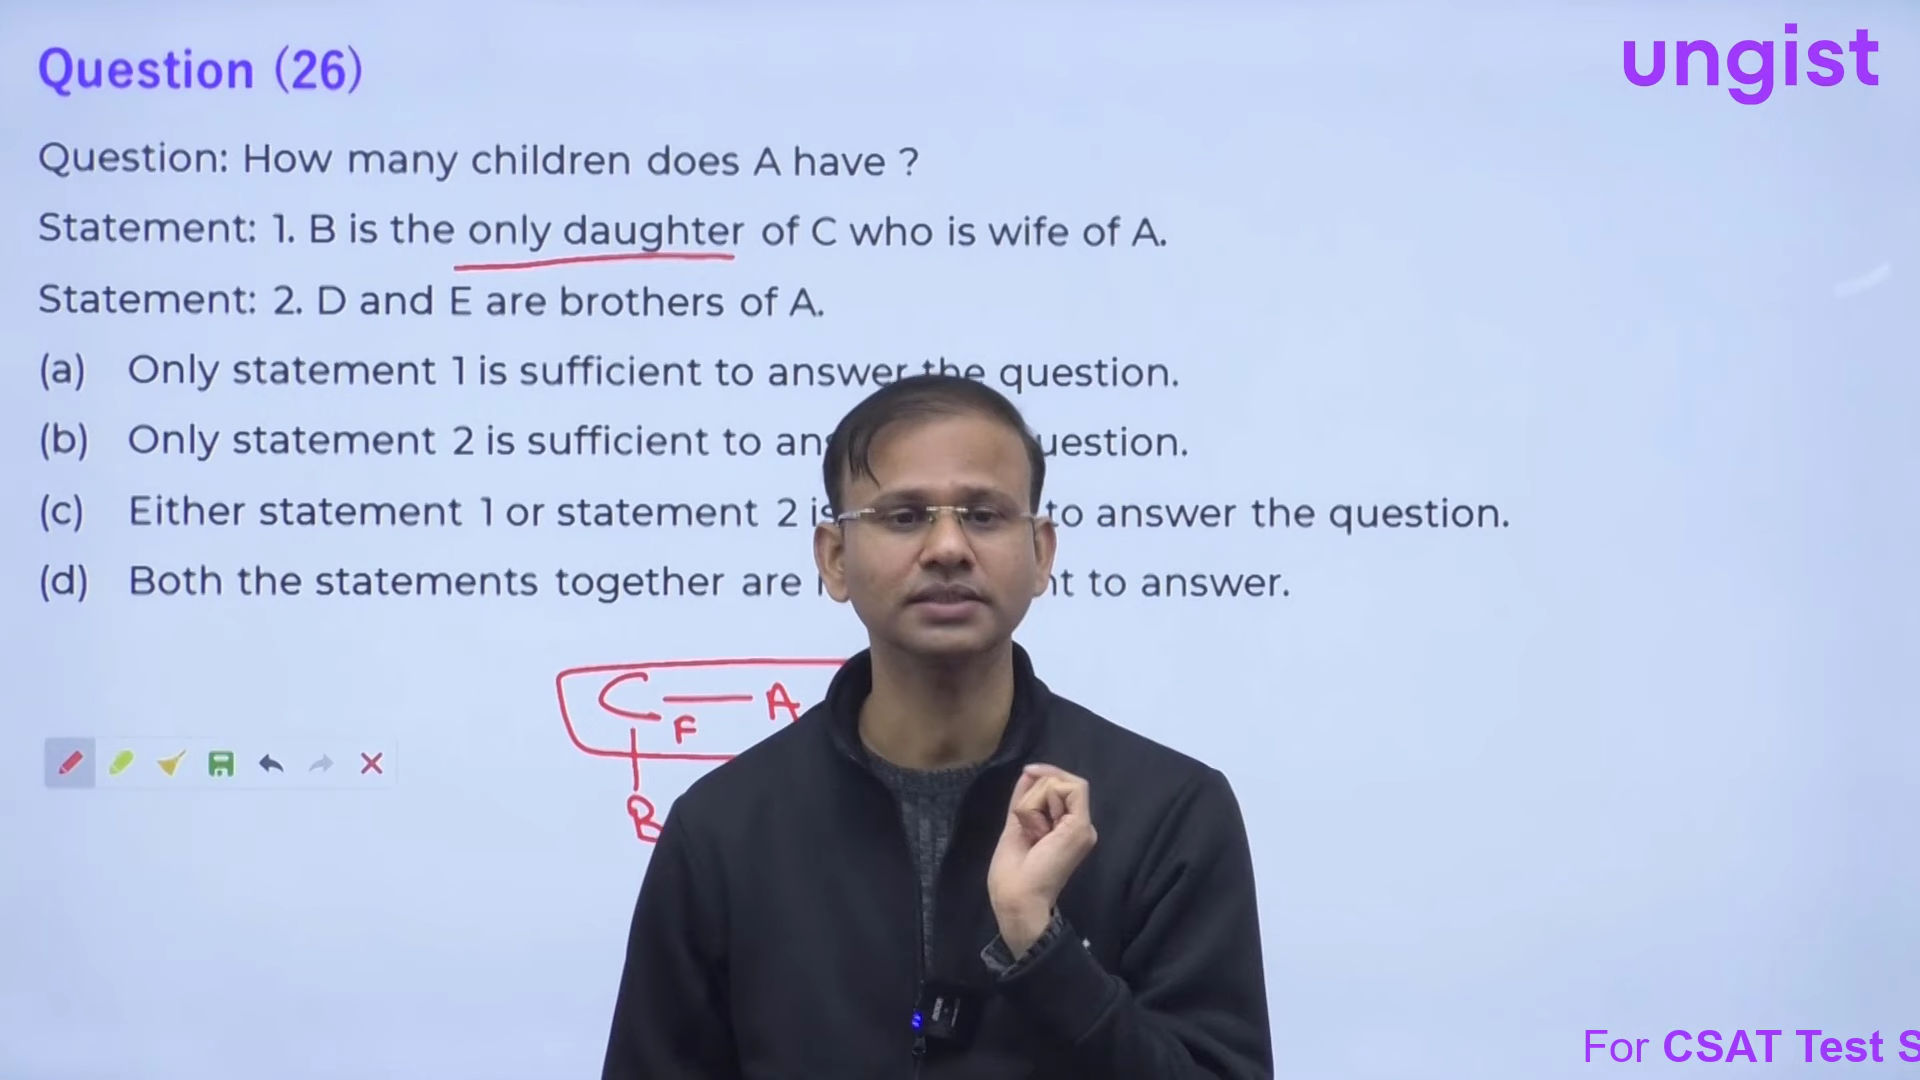 Question (26)
ungist
Question: How many children does A have ?
Statement: 1. B is the only daughter of C who is wife of A.
Statement: 2. D and E are brothers of A.
(a) Only statement 1 is sufficient to answer the question.
(b) Only statement 2 is sufficient to an uestion.
(c) Either statement 1 or statement 2 is to answer the question.
(d) Both the statements together are to answer.
C — A
F
B
For CSAT Test S